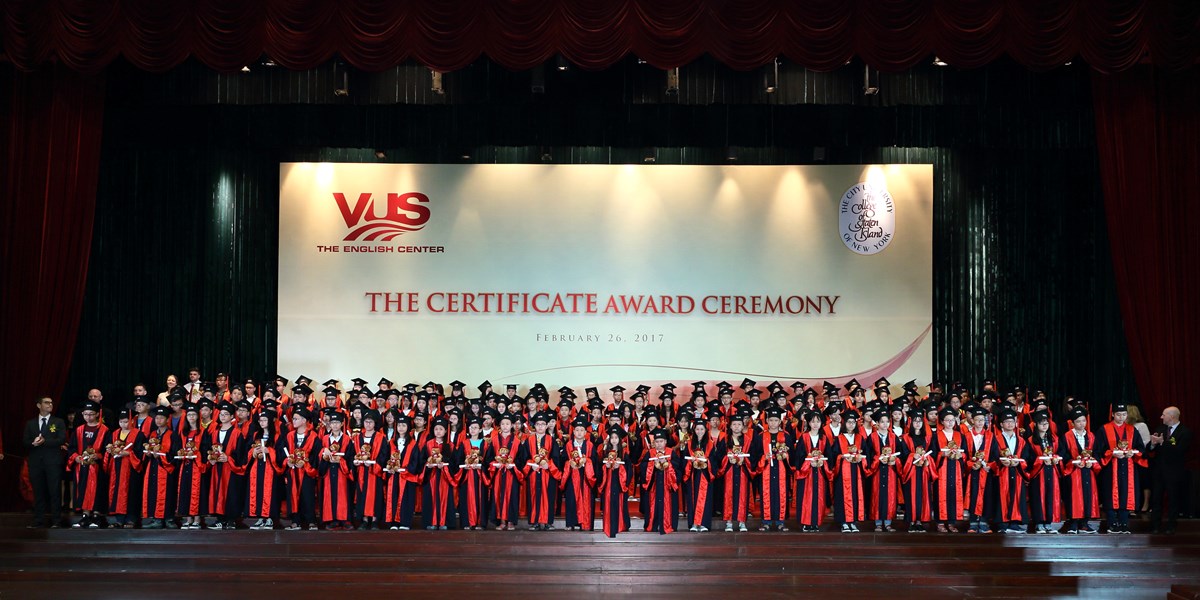 VUS
THE ENGLISH CENTER
THE CITY UNIVERSITY
The College of Staten Island
OF NEW YORK
THE CERTIFICATE AWARD CEREMONY
FEBRUARY 26, 2017